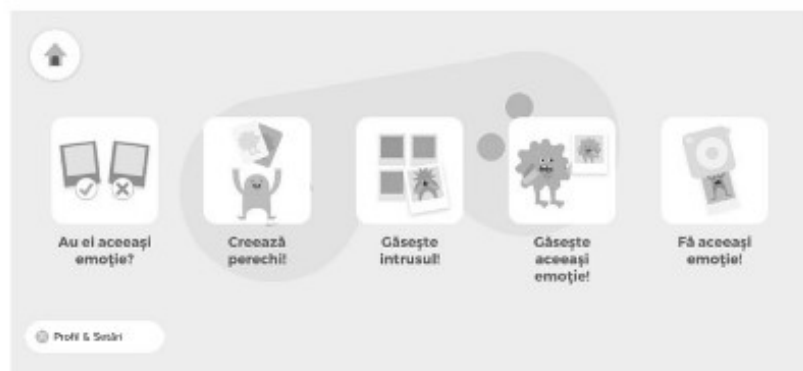 Au ei aceeași
emoție?
Creează
perechi!
Găsește
intrusul!
Găsește
aceeași
emoție!
Fă aceeași
emoție!
Profil & Setări